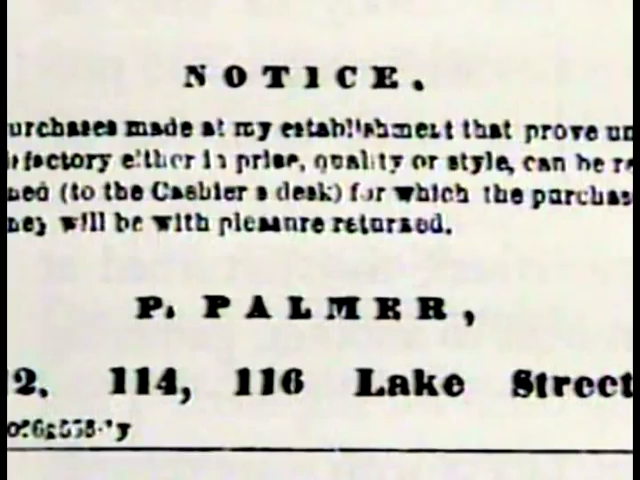 NOTICE.
urchases made at my establishment that prove un
factory either in price, quality or style, can be re
ned (to the Cashier s desk) for which the purchas
ney will be with pleasure returned.
P. PALMER,
2, 114, 116 Lake Street